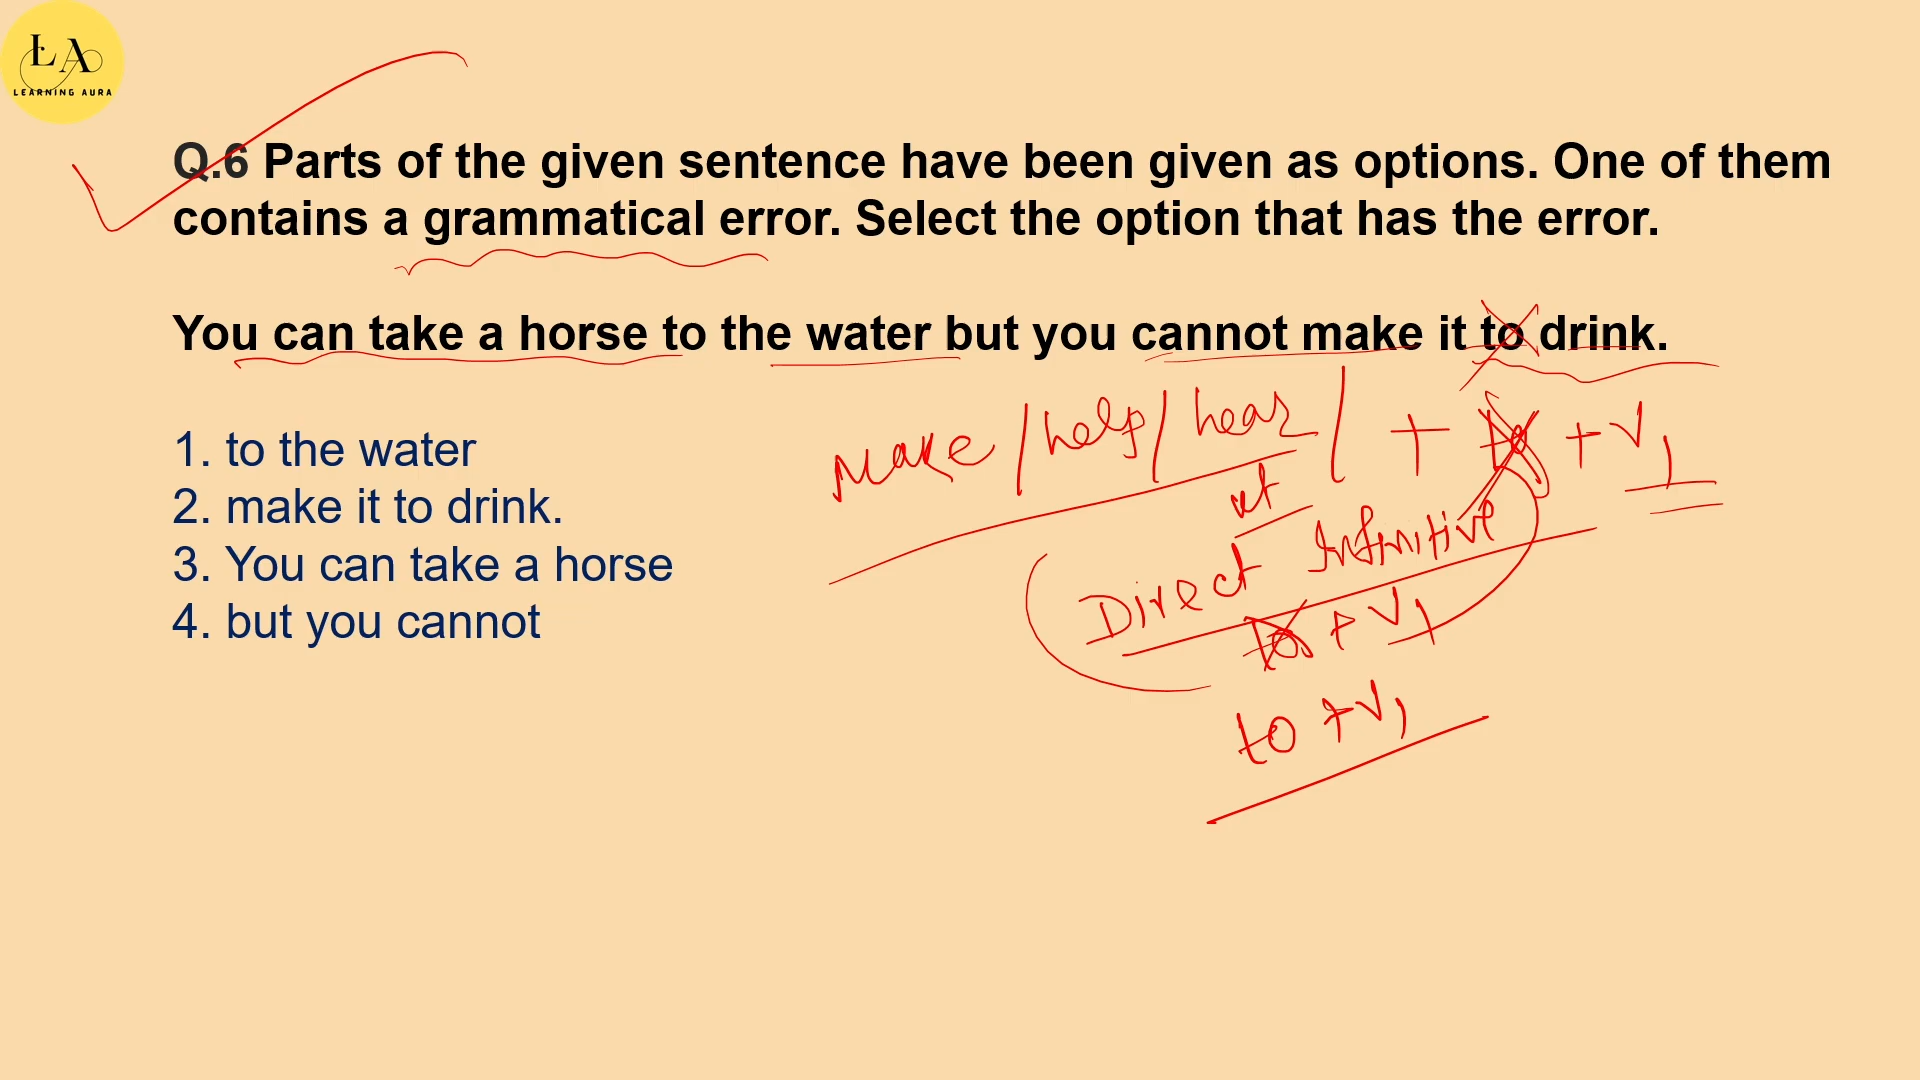 LA
LEARNING AURA
Q.6 Parts of the given sentence have been given as options. One of them
contains a grammatical error. Select the option that has the error.
You can take a horse to the water but you cannot make it to drink.
1. to the water
2. make it to drink.
3. You can take a horse
4. but you cannot
Make / help / hear / + to + V1
Direct Infinitive
to + V1
to + V1